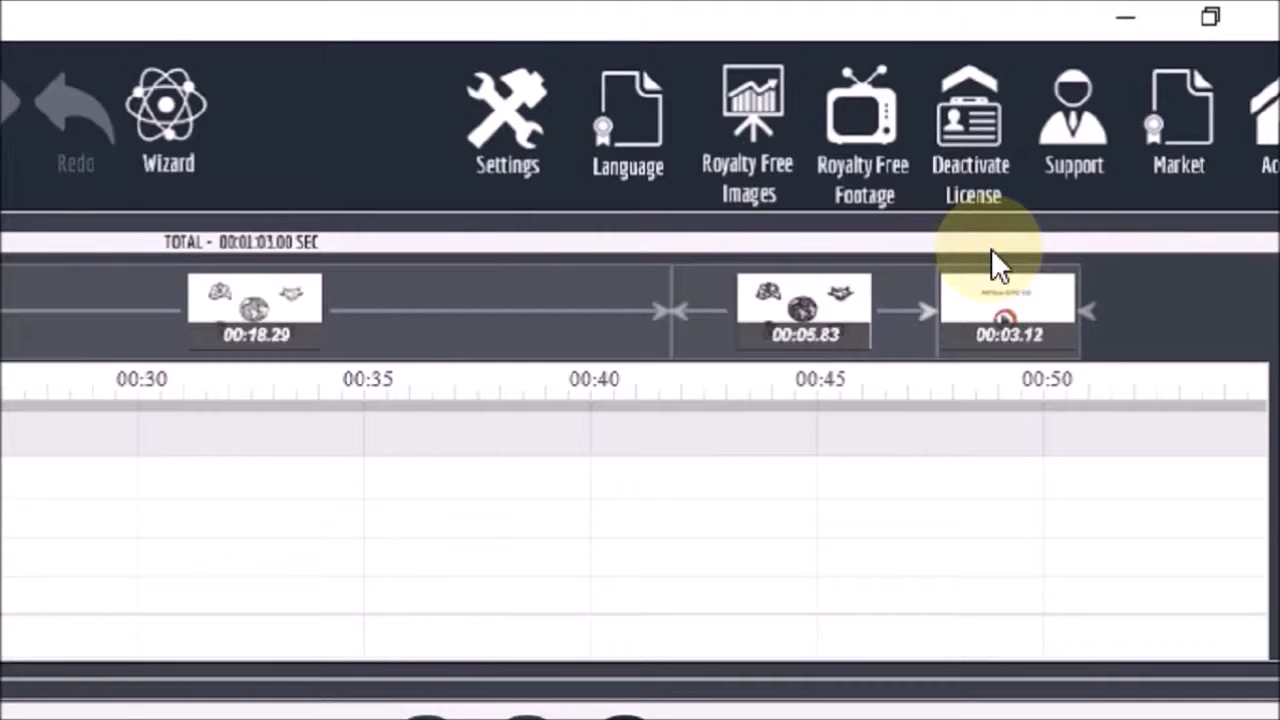 Redo
Wizard
Settings
Language
Royalty Free
Images
Royalty Free
Footage
Deactivate
License
Support
Market
Ac
TOTAL - 00:01:03.00 SEC
00:18.29
00:05.83
00:03.12
00:30
00:35
00:40
00:45
00:50